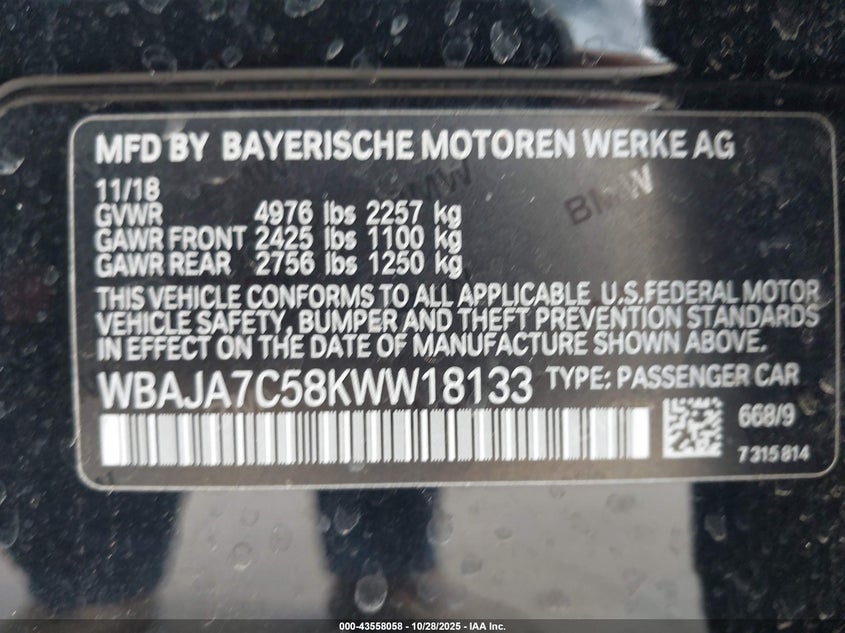 MFD BY BAYERISCHE MOTOREN WERKE AG
11/18
GVWR 4976 lbs 2257 kg
GAWR FRONT 2425 lbs 1100 kg
GAWR REAR 2756 lbs 1250 kg
BMW
THIS VEHICLE CONFORMS TO ALL APPLICABLE U.S.FEDERAL MOTOR
VEHICLE SAFETY, BUMPER AND THEFT PREVENTION STANDARDS
IN EFFECT ON THE DATE OF MANUFACTURE SHOWN ABOVE.
WBAJA7C58KWW18133 TYPE: PASSENGER CAR
668/9
7315814
000-43558058 | 10/28/2025 - IAA Inc.